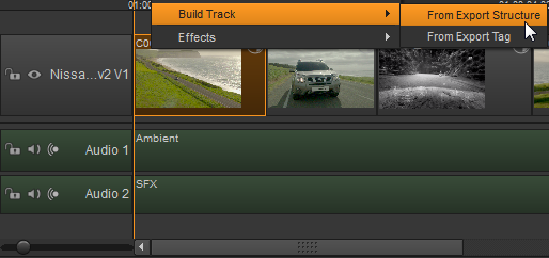 01:00
Build Track
From Export Structure
Effects
From Export Tag
Nissa...v2 V1
Audio 1
Ambient
Audio 2
SFX